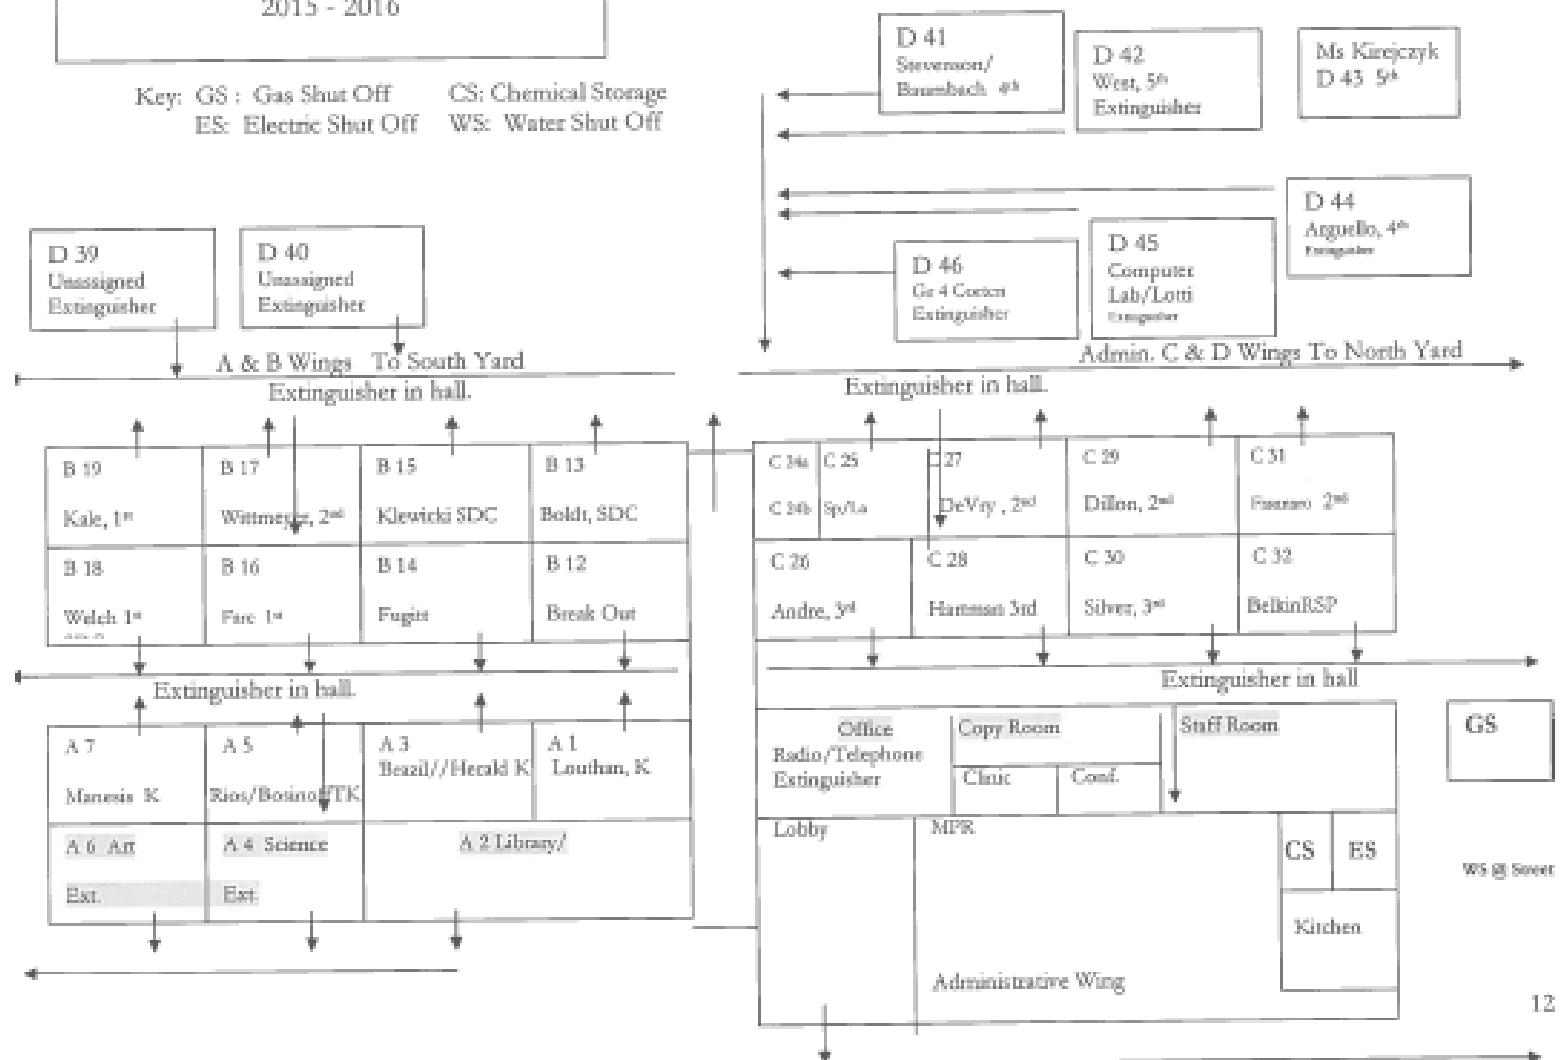 2015 - 2016
Key: GS : Gas Shut Off CS: Chemical Storage
ES: Electric Shut Off WS: Water Shut Off
D 41
Stevenson/
Baumbach 4th
D 42
West, 5th
Extinguisher
Ms Kirejczyk
D 43 5th
D 44
Arguello, 4th
Extinguisher
D 45
Computer
Lab/Lotti
Extinguisher
D 46
Gr 4 
Extinguisher
D 39
Unassigned
Extinguisher
D 40
Unassigned
Extinguisher
A & B Wings To South Yard
Extinguisher in hall.
Admin. C & D Wings To North Yard
Extinguisher in hall.
B 19
Kale, 1st
B 17
Wittmeyer, 2nd
B 15
Klewicki SDC
B 13
Boldt, SDC
B 18
Welch 1st
B 16
1st
B 14
Fugitt
B 12
Break Out
C 24a
C 24b
C 25
Sp/La
C 27
DeVry , 2nd
C 29
Dillon, 2nd
C 31
2nd
C 26
Andre, 3rd
C 28
Hartman 3rd
C 30
Silver, 3rd
C 32
BelkinRSP
Extinguisher in hall.
Extinguisher in hall
A 7
Manesis K
A 5
Rios/Bosinoff TK
A 3
Beazil//Herald K
A 1
Louthan, K
A 6 Art
Ext.
A 4 Science
Ext.
A 2 Library/
Office
Radio/Telephone
Extinguisher
Copy Room
Clinic
Conf.
Staff Room
GS
Lobby
MPR
CS
ES
Kitchen
WS @ Street
Administrative Wing
12